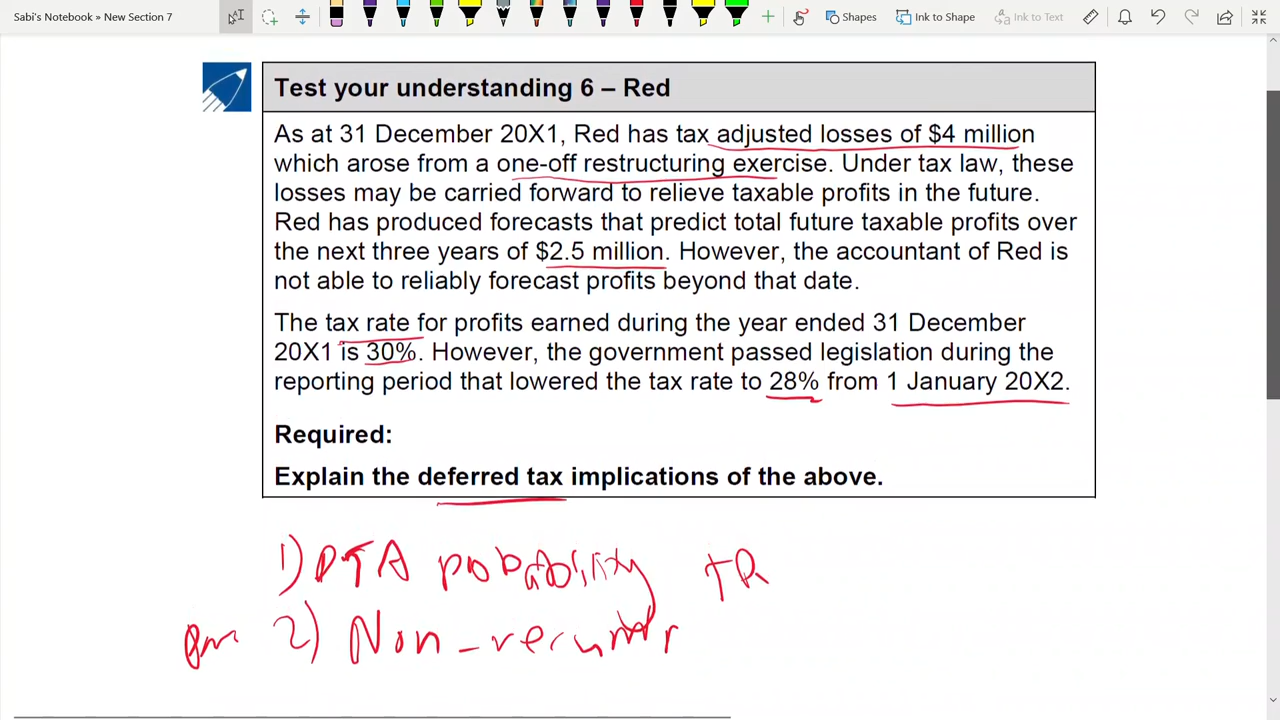 Sabi's Notebook » New Section 7
Shapes
Ink to Shape
Ink to Text
Test your understanding 6 – Red
As at 31 December 20X1, Red has tax adjusted losses of $4 million
which arose from a one-off restructuring exercise. Under tax law, these
losses may be carried forward to relieve taxable profits in the future.
Red has produced forecasts that predict total future taxable profits over
the next three years of $2.5 million. However, the accountant of Red is
not able to reliably forecast profits beyond that date.
The tax rate for profits earned during the year ended 31 December
20X1 is 30%. However, the government passed legislation during the
reporting period that lowered the tax rate to 28% from 1 January 20X2.
Required:
Explain the deferred tax implications of the above.
1) DTA probability TR
2) Non-